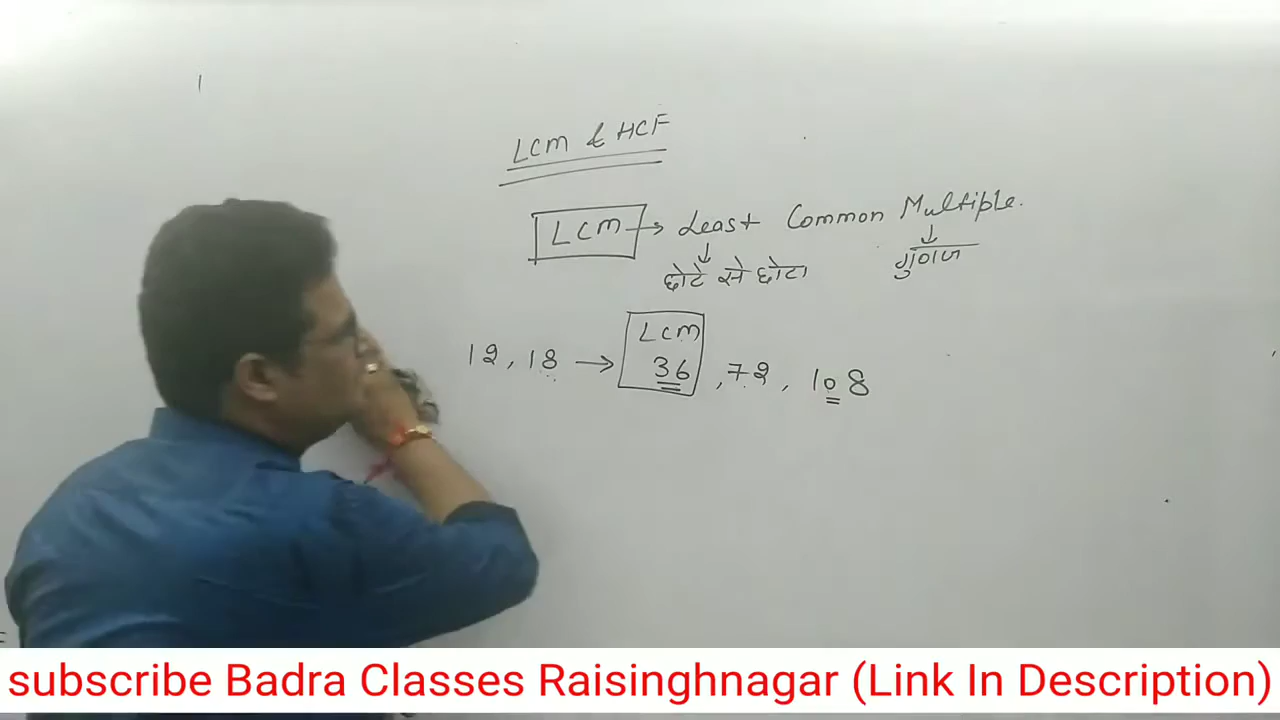 LCM & HCF
LCM → Least Common Multiple.
↓ ↓
छोटे से छोटा गुणज
12, 18 → LCM
36, 72, 108
subscribe Badra Classes Raisinghnagar (Link In Description)